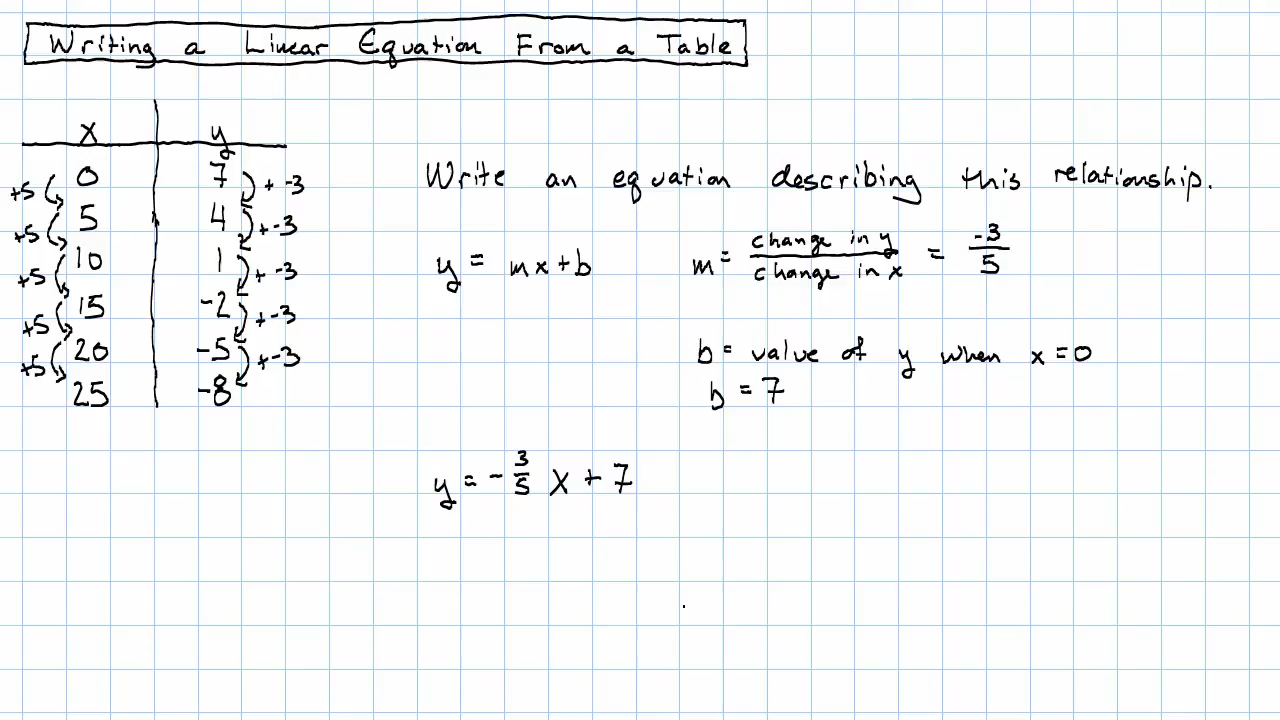 Writing a Linear Equation From a Table
x y
0 7
+5 + -3
5 4
+5 + -3
10 1
+5 + -3
15 -2
+5 + -3
20 -5
+5 + -3
25 -8
Write an equation describing this relationship.
y = mx+b
m = change in y / change in x = -3/5
b = value of y when x = 0
b = 7
y = - 3/5 x + 7